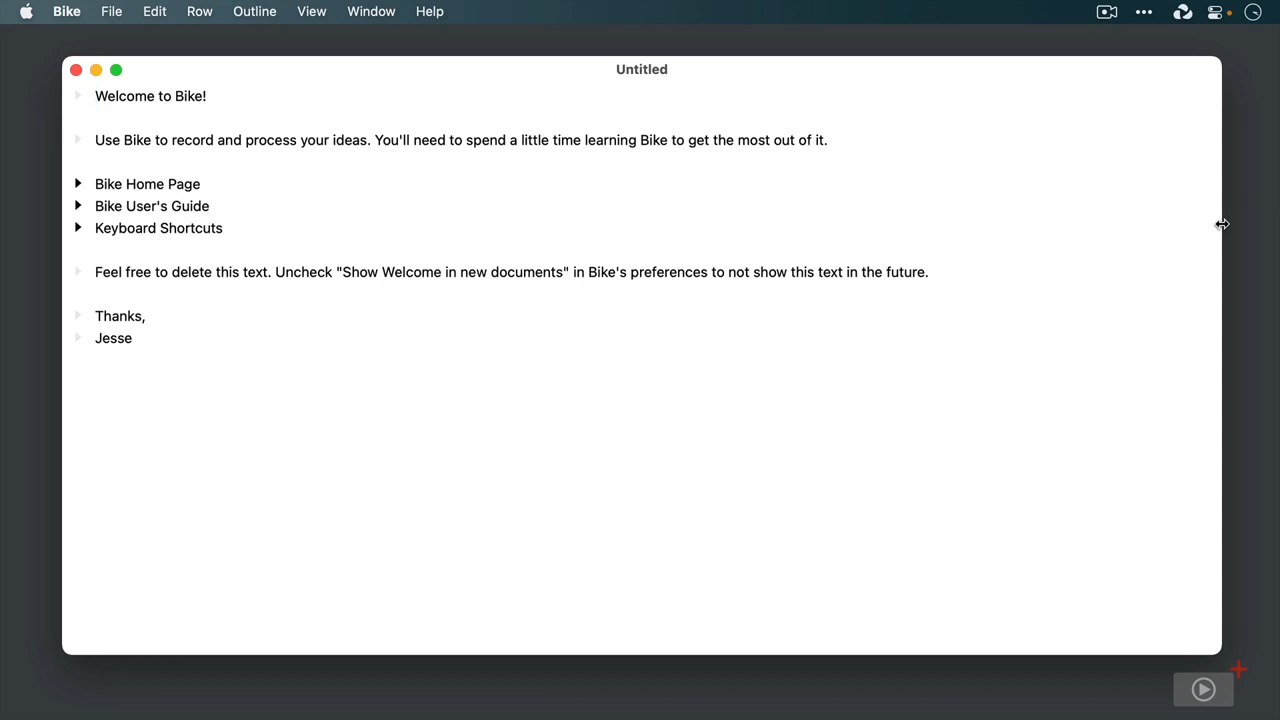 Bike File Edit Row Outline View Window Help
Untitled
Welcome to Bike!
Use Bike to record and process your ideas. You'll need to spend a little time learning Bike to get the most out of it.
Bike Home Page
Bike User's Guide
Keyboard Shortcuts
Feel free to delete this text. Uncheck "Show Welcome in new documents" in Bike's preferences to not show this text in the future.
Thanks,
Jesse